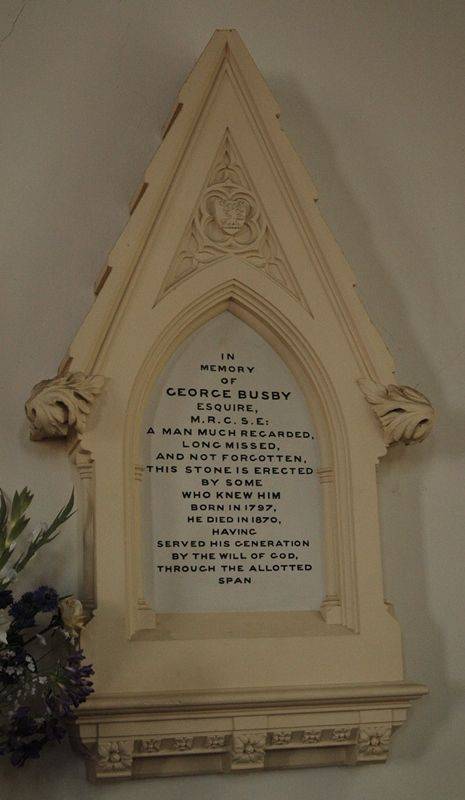 IN
MEMORY
OF
GEORGE BUSBY
ESQUIRE,
M.R.C.S.E:
A MAN MUCH REGARDED,
LONG MISSED,
AND NOT FORGOTTEN,
THIS STONE IS ERECTED
BY SOME
WHO KNEW HIM
BORN IN 1797,
HE DIED IN 1870,
HAVING
SERVED HIS GENERATION
BY THE WILL OF GOD,
THROUGH THE ALLOTTED
SPAN